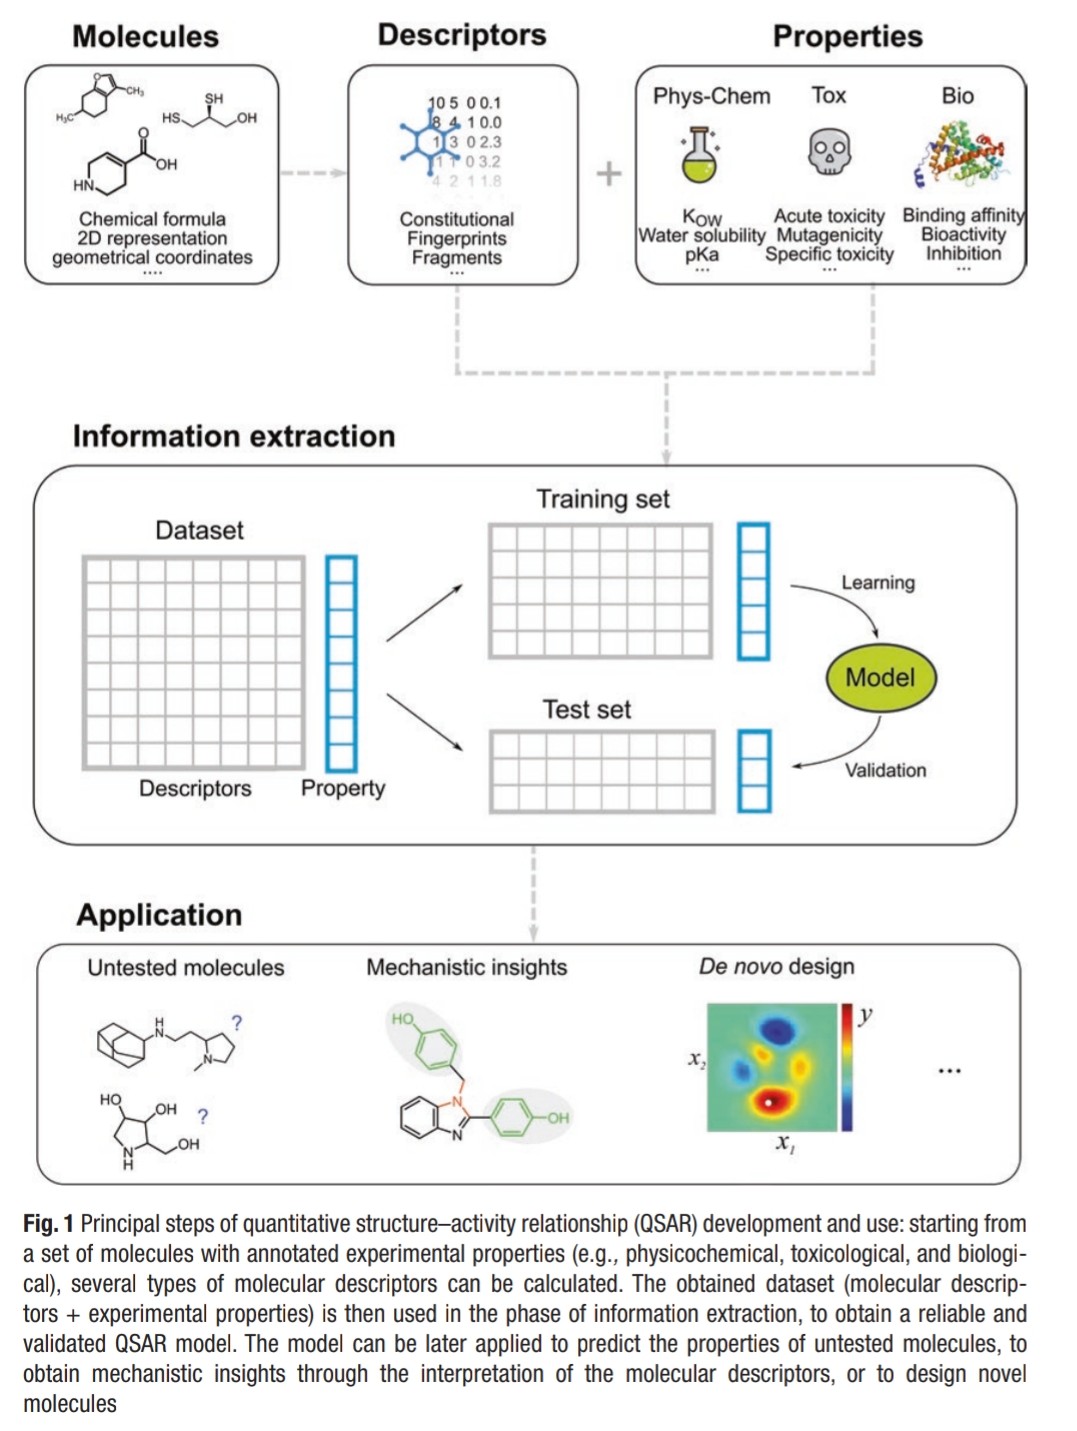 Molecules
Descriptors
Properties
CH₃
H₃C
SH
HS
OH
O
OH
HN
Chemical formula
2D representation
geometrical coordinates
....
10 5 0 0.1
8 4 1 0.0
1 3 0 2.3
1 1 0 3.2
4 2 1 1.8
Constitutional
Fingerprints
Fragments
...
+
Phys-Chem
Tox
Bio
Kow
Water solubility
pKa
...
Acute toxicity
Mutagenicity
Specific toxicity
...
Binding affinity
Bioactivity
Inhibition
...
Information extraction
Dataset
Descriptors
Property
Training set
Test set
Learning
Model
Validation
Application
Untested molecules
H
N
N
?
HO
OH
?
OH
N
H
Mechanistic insights
HO
N
N
OH
De novo design
x₂
y
x₁
...
Fig. 1 Principal steps of quantitative structure–activity relationship (QSAR) development and use: starting from
a set of molecules with annotated experimental properties (e.g., physicochemical, toxicological, and biologi-
cal), several types of molecular descriptors can be calculated. The obtained dataset (molecular descrip-
tors + experimental properties) is then used in the phase of information extraction, to obtain a reliable and
validated QSAR model. The model can be later applied to predict the properties of untested molecules, to
obtain mechanistic insights through the interpretation of the molecular descriptors, or to design novel
molecules